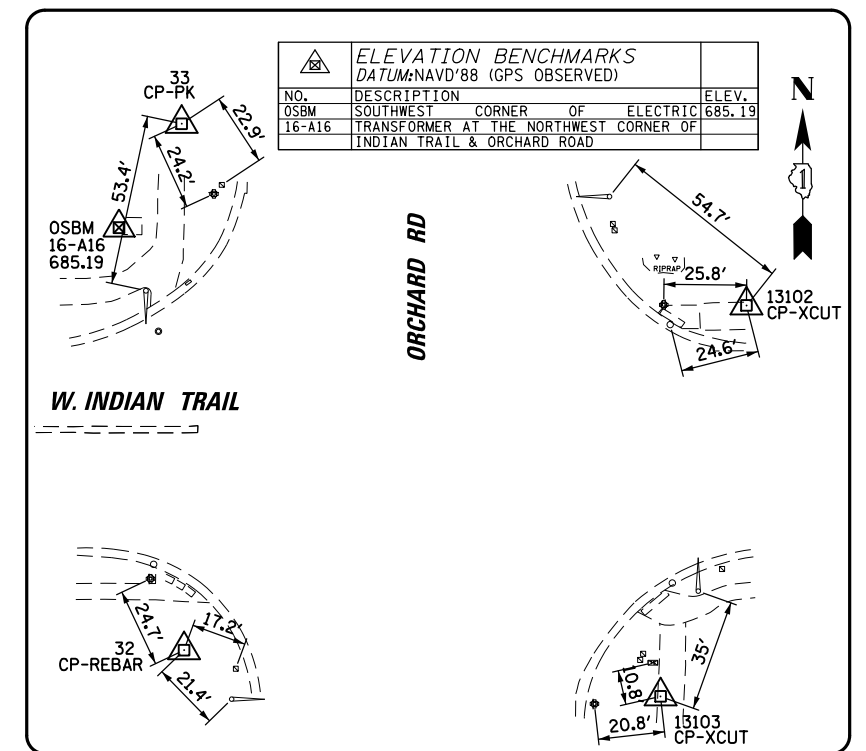 ELEVATION BENCHMARKS
DATUM:NAVD'88 (GPS OBSERVED)
NO. DESCRIPTION ELEV.
OSBM SOUTHWEST CORNER OF ELECTRIC 685.19
16-A16 TRANSFORMER AT THE NORTHWEST CORNER OF
INDIAN TRAIL & ORCHARD ROAD
N
1
33
CP-PK
22.9'
24.2'
53.4'
OSBM
16-A16
685.19
ORCHARD RD
54.7'
RIPRAP
25.8'
13102
CP-XCUT
24.6'
W. INDIAN TRAIL
24.7'
17.2'
32
CP-REBAR
21.4'
35'
10.8'
20.8'
13103
CP-XCUT